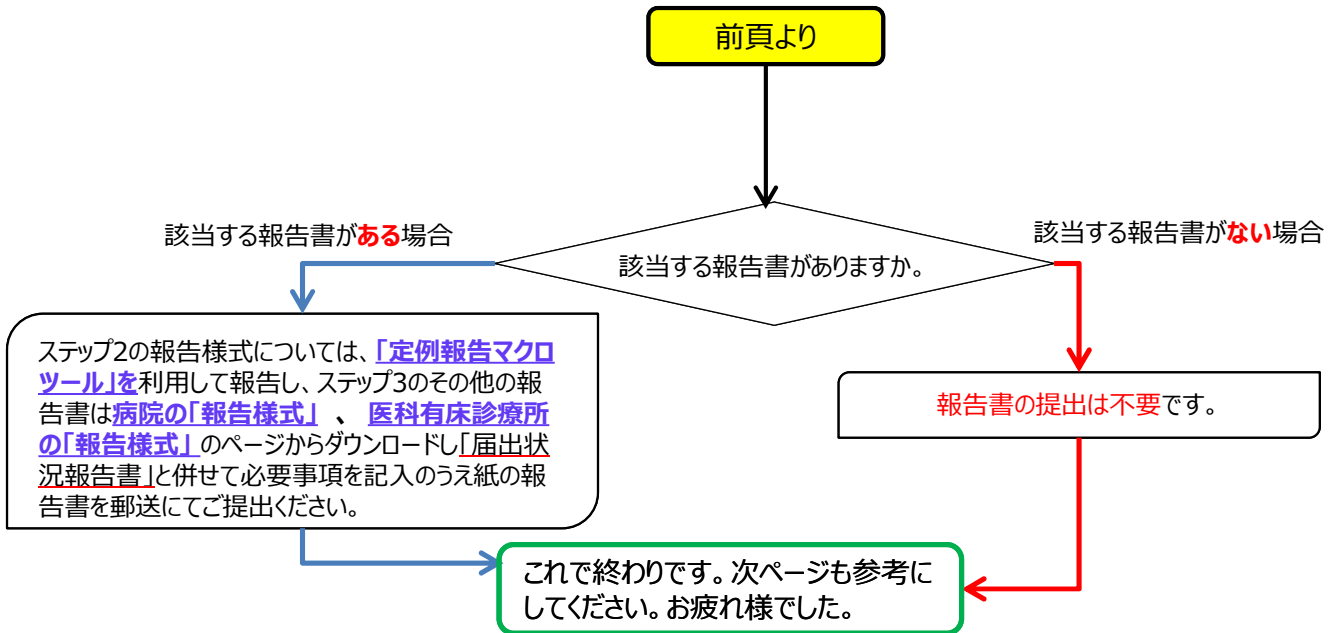 前頁より
該当する報告書がある場合
該当する報告書がない場合
該当する報告書がありますか。
ステップ2の報告様式については、「定例報告マクロ
ツール」を利用して報告し、ステップ3のその他の報
告書は病院の「報告様式」 、 医科有床診療所
の「報告様式」のページからダウンロードし「届出状
況報告書」と併せて必要事項を記入のうえ紙の報
告書を郵送にてご提出ください。
報告書の提出は不要です。
これで終わりです。次ページも参考に
してください。お疲れ様でした。